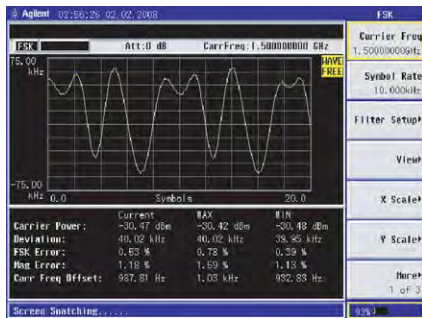 Agilent 02:56:26 02.02.2008 FSK
FSK Att:0 dB CarrFreq:1.500000000 GHz
Carrier Freq
1.50000000GHz
75.00
kHz
WAVE
FREE
Symbol Rate
10.000kHz
Filter Setup
View
-75.00
kHz 0.0 Symbols 20.0
X Scale
Current MAX MIN
Carrier Power: -30.47 dBm -30.42 dBm -30.48 dBm
Deviation: 40.02 kHz 40.02 kHz 39.95 kHz
Y Scale
FSK Error: 0.53 % 0.78 % 0.39 %
Mag Error: 1.18 % 1.59 % 1.13 %
Carr Freq Offset: 987.81 Hz 1.03 kHz 932.83 Hz
More
1 of 3
Screen Snatching......
93%